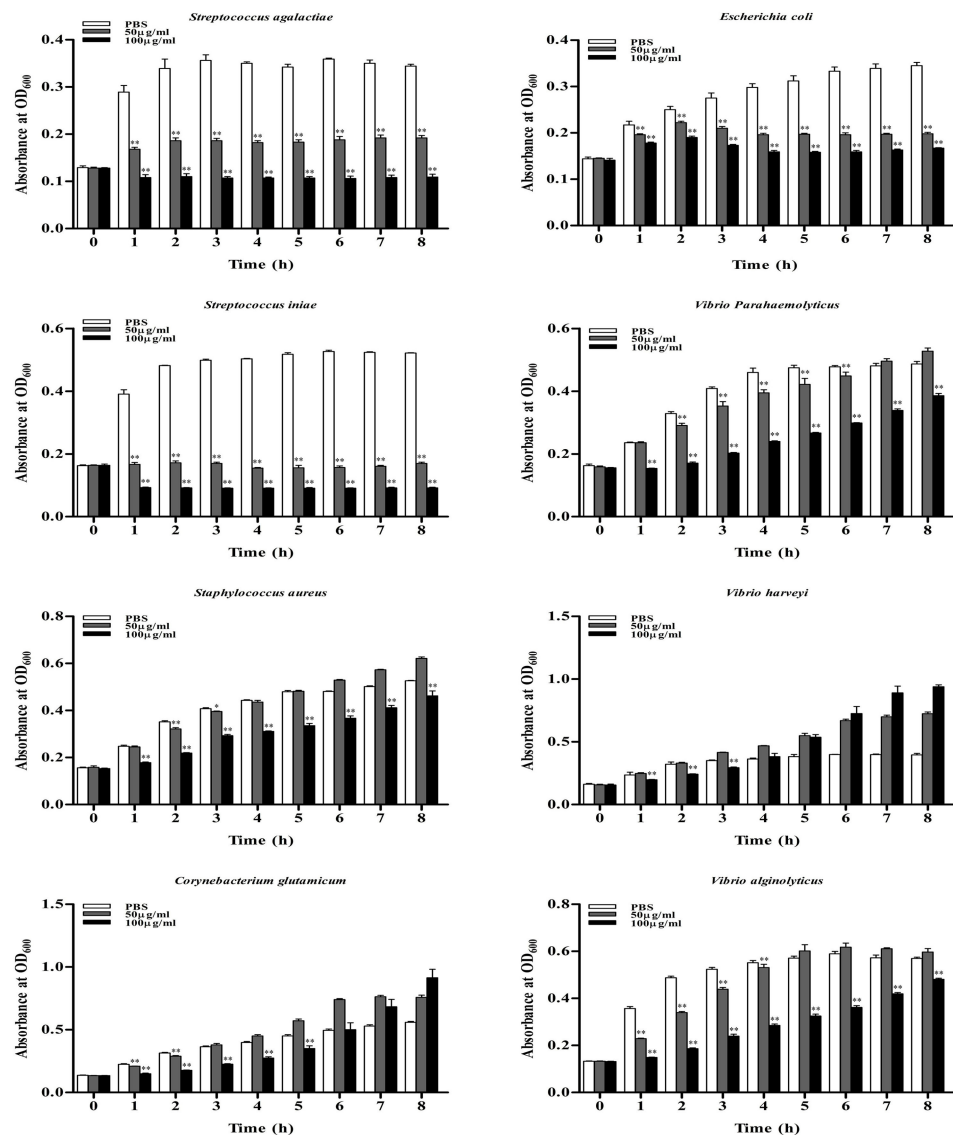 Streptococcus agalactiae
PBS
50μg/ml
100μg/ml
0.4
0.3
0.2
0.1
0.0
Absorbance at OD600
** ** ** ** ** ** ** **
** ** ** ** ** ** ** **
0 1 2 3 4 5 6 7 8
Time (h)
Escherichia coli
PBS
50μg/ml
100μg/ml
0.4
0.3
0.2
0.1
0.0
Absorbance at OD600
** ** ** ** ** ** ** **
** ** ** ** ** ** ** **
0 1 2 3 4 5 6 7 8
Time (h)
Streptococcus iniae
PBS
50μg/ml
100μg/ml
0.6
0.4
0.2
0.0
Absorbance at OD600
** ** ** ** ** ** ** **
** ** ** ** ** ** ** **
0 1 2 3 4 5 6 7 8
Time (h)
Vibrio Parahaemolyticus
PBS
50μg/ml
100μg/ml
0.6
0.4
0.2
0.0
Absorbance at OD600
** ** ** ** **
** ** ** ** ** ** ** **
0 1 2 3 4 5 6 7 8
Time (h)
Staphylococcus aureus
PBS
50μg/ml
100μg/ml
0.8
0.6
0.4
0.2
0.0
Absorbance at OD600
** *
** ** ** ** ** ** ** **
0 1 2 3 4 5 6 7 8
Time (h)
Vibrio harveyi
PBS
50μg/ml
100μg/ml
1.5
1.0
0.5
0.0
Absorbance at OD600
** ** **
0 1 2 3 4 5 6 7 8
Time (h)
Corynebacterium glutamicum
PBS
50μg/ml
100μg/ml
1.5
1.0
0.5
0.0
Absorbance at OD600
** **
** ** ** ** **
0 1 2 3 4 5 6 7 8
Time (h)
Vibrio alginolyticus
PBS
50μg/ml
100μg/ml
0.8
0.6
0.4
0.2
0.0
Absorbance at OD600
** ** ** **
** ** ** ** ** ** ** **
0 1 2 3 4 5 6 7 8
Time (h)